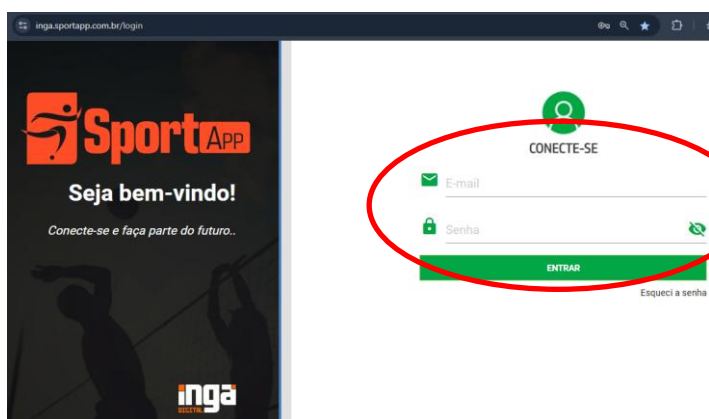 inga.sportapp.com.br/login
SportAPP
Seja bem-vindo!
Conecte-se e faça parte do futuro..
inga
DIGITAL
CONECTE-SE
E-mail
Senha
ENTRAR
Esqueci a senha